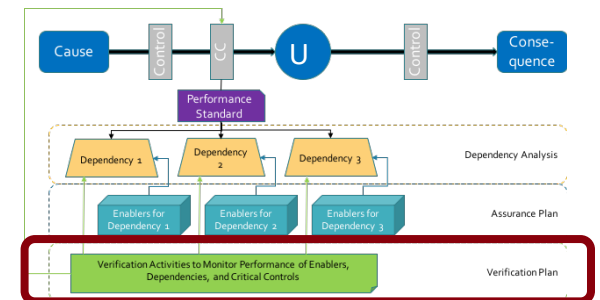 Cause
Control
CC
U
Control
Conse-
quence
Performance
Standard
Dependency 1
Dependency
2
Dependency 3
Dependency Analysis
Enablers for
Dependency 1
Enablers for
Dependency 2
Enablers for
Dependency 3
Assurance Plan
Verification Activities to Monitor Performance of Enablers,
Dependencies, and Critical Controls
Verification Plan